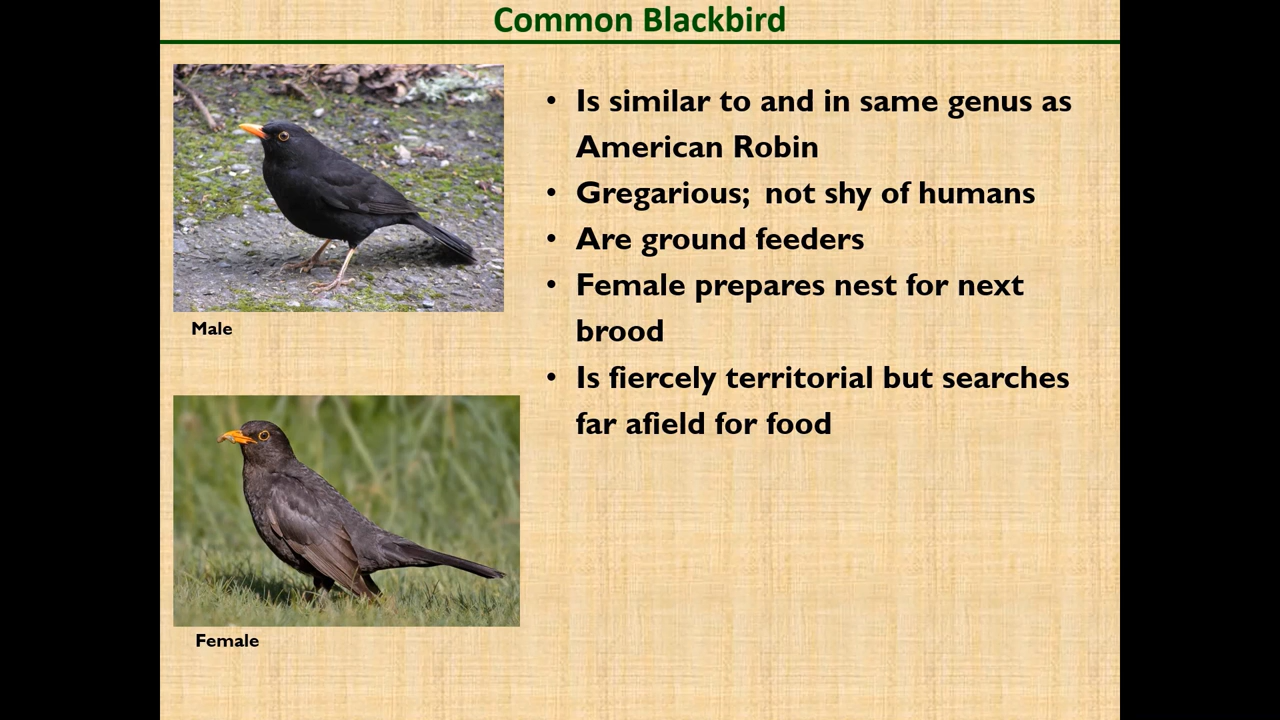 Common Blackbird
• Is similar to and in same genus as
American Robin
• Gregarious;  not shy of humans
• Are ground feeders
• Female prepares nest for next
brood
• Is fiercely territorial but searches
far afield for food
Male
Female